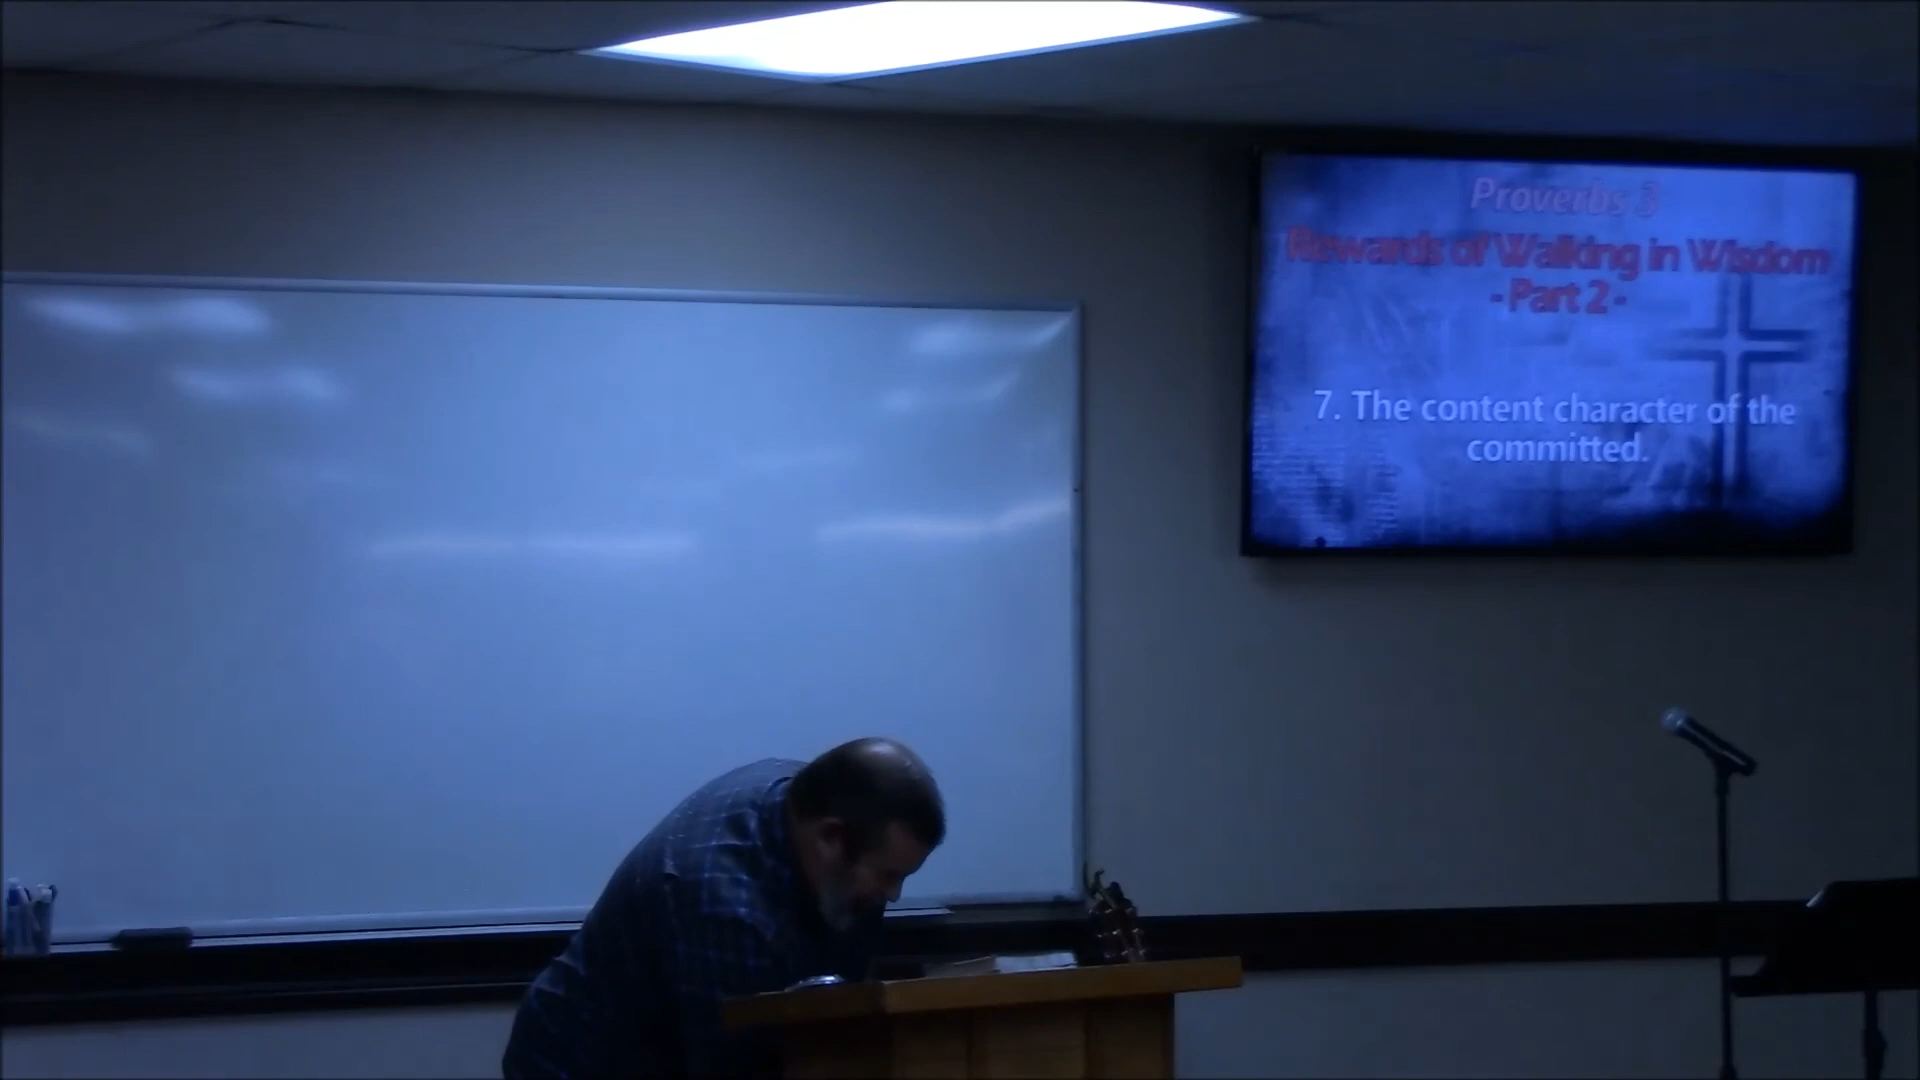 Proverbs 3
Rewards of Walking in Wisdom
- Part 2 -
7. The content character of the
committed.